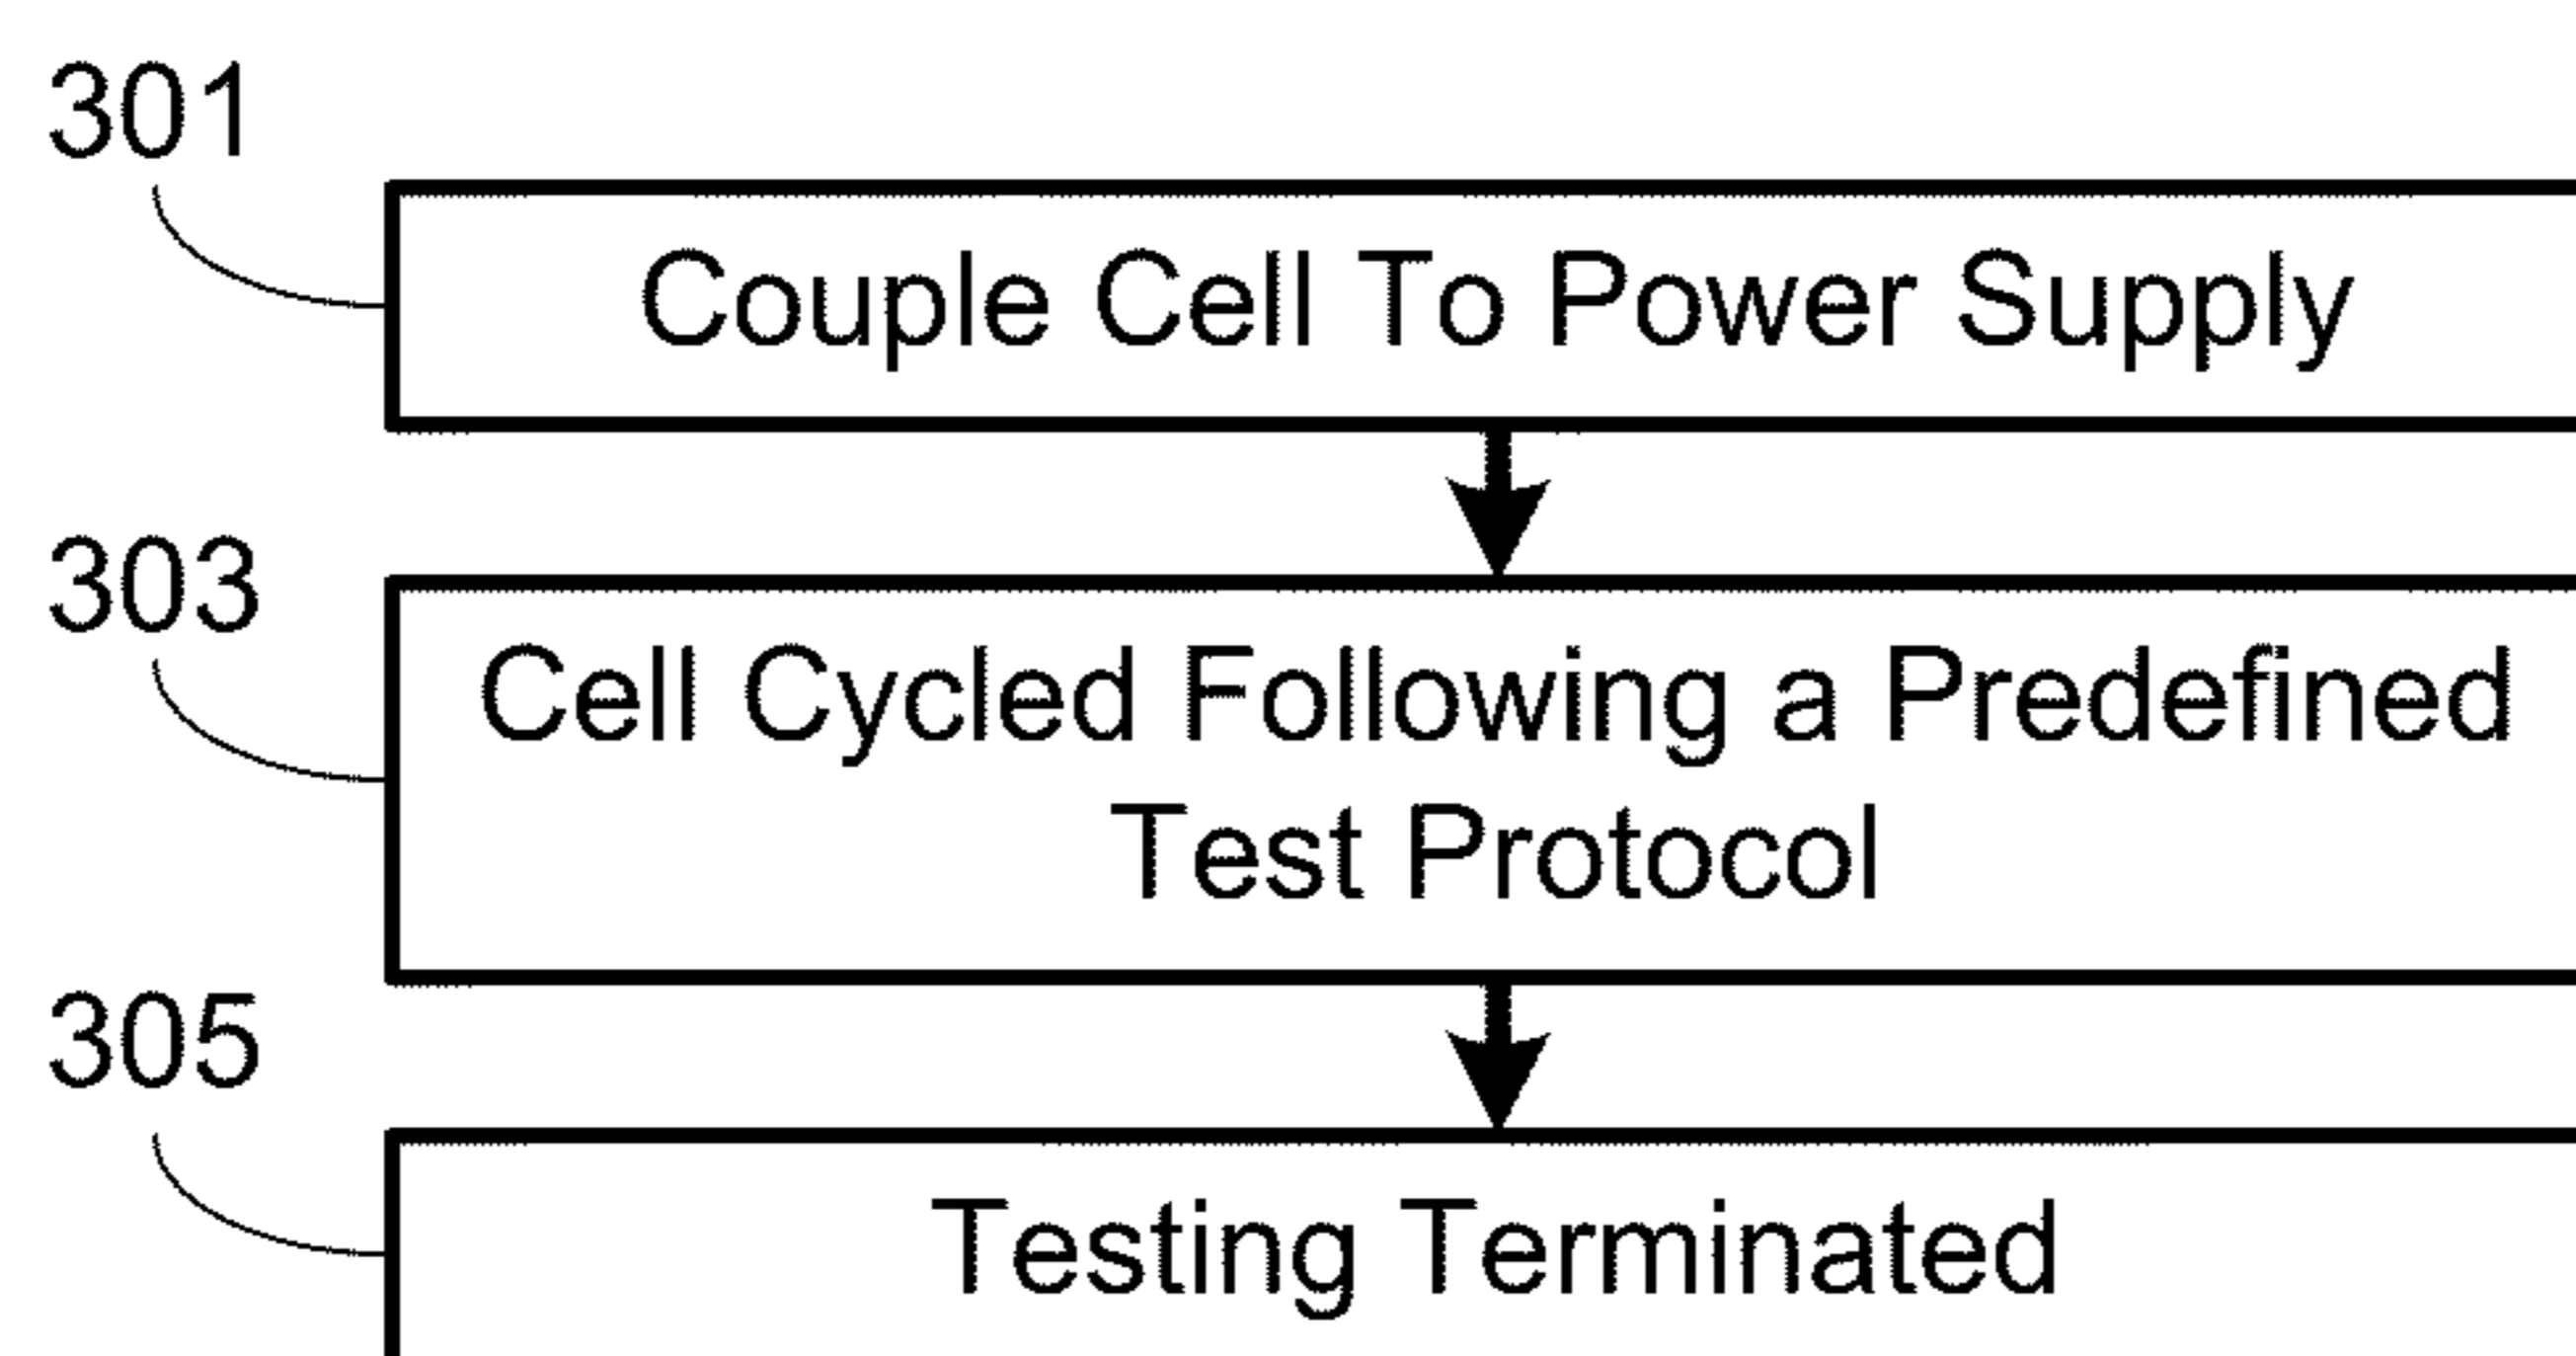 301
Couple Cell To Power Supply
303
Cell Cycled Following a Predefined
Test Protocol
305
Testing Terminated